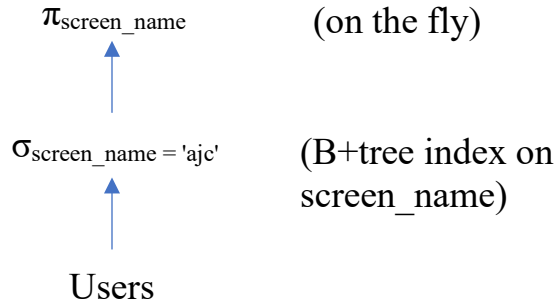 πscreen_name (on the fly)
σscreen_name = 'ajc' (B+tree index on
screen_name)
Users